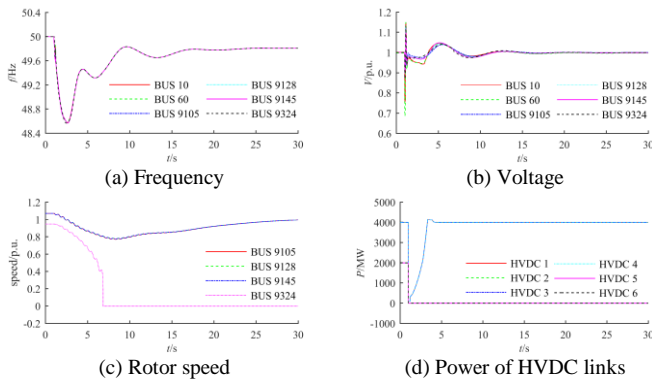 50.4
50
49.6
49.2
48.8
48.4
f/Hz
BUS 10
BUS 60
BUS 9105
BUS 9128
BUS 9145
BUS 9324
0 5 10 15 20 25 30
t/s
(a) Frequency
1.2
1.1
1
0.9
0.8
0.7
0.6
V/p.u.
BUS 10
BUS 60
BUS 9105
BUS 9128
BUS 9145
BUS 9324
0 5 10 15 20 25 30
t/s
(b) Voltage
1.2
1
0.8
0.6
0.4
0.2
0
-0.2
speed/p.u.
BUS 9105
BUS 9128
BUS 9145
BUS 9324
0 5 10 15 20 25 30
t/s
(c) Rotor speed
5000
4000
3000
2000
1000
0
-1000
P/MW
HVDC 1
HVDC 2
HVDC 3
HVDC 4
HVDC 5
HVDC 6
0 5 10 15 20 25 30
t/s
(d) Power of HVDC links